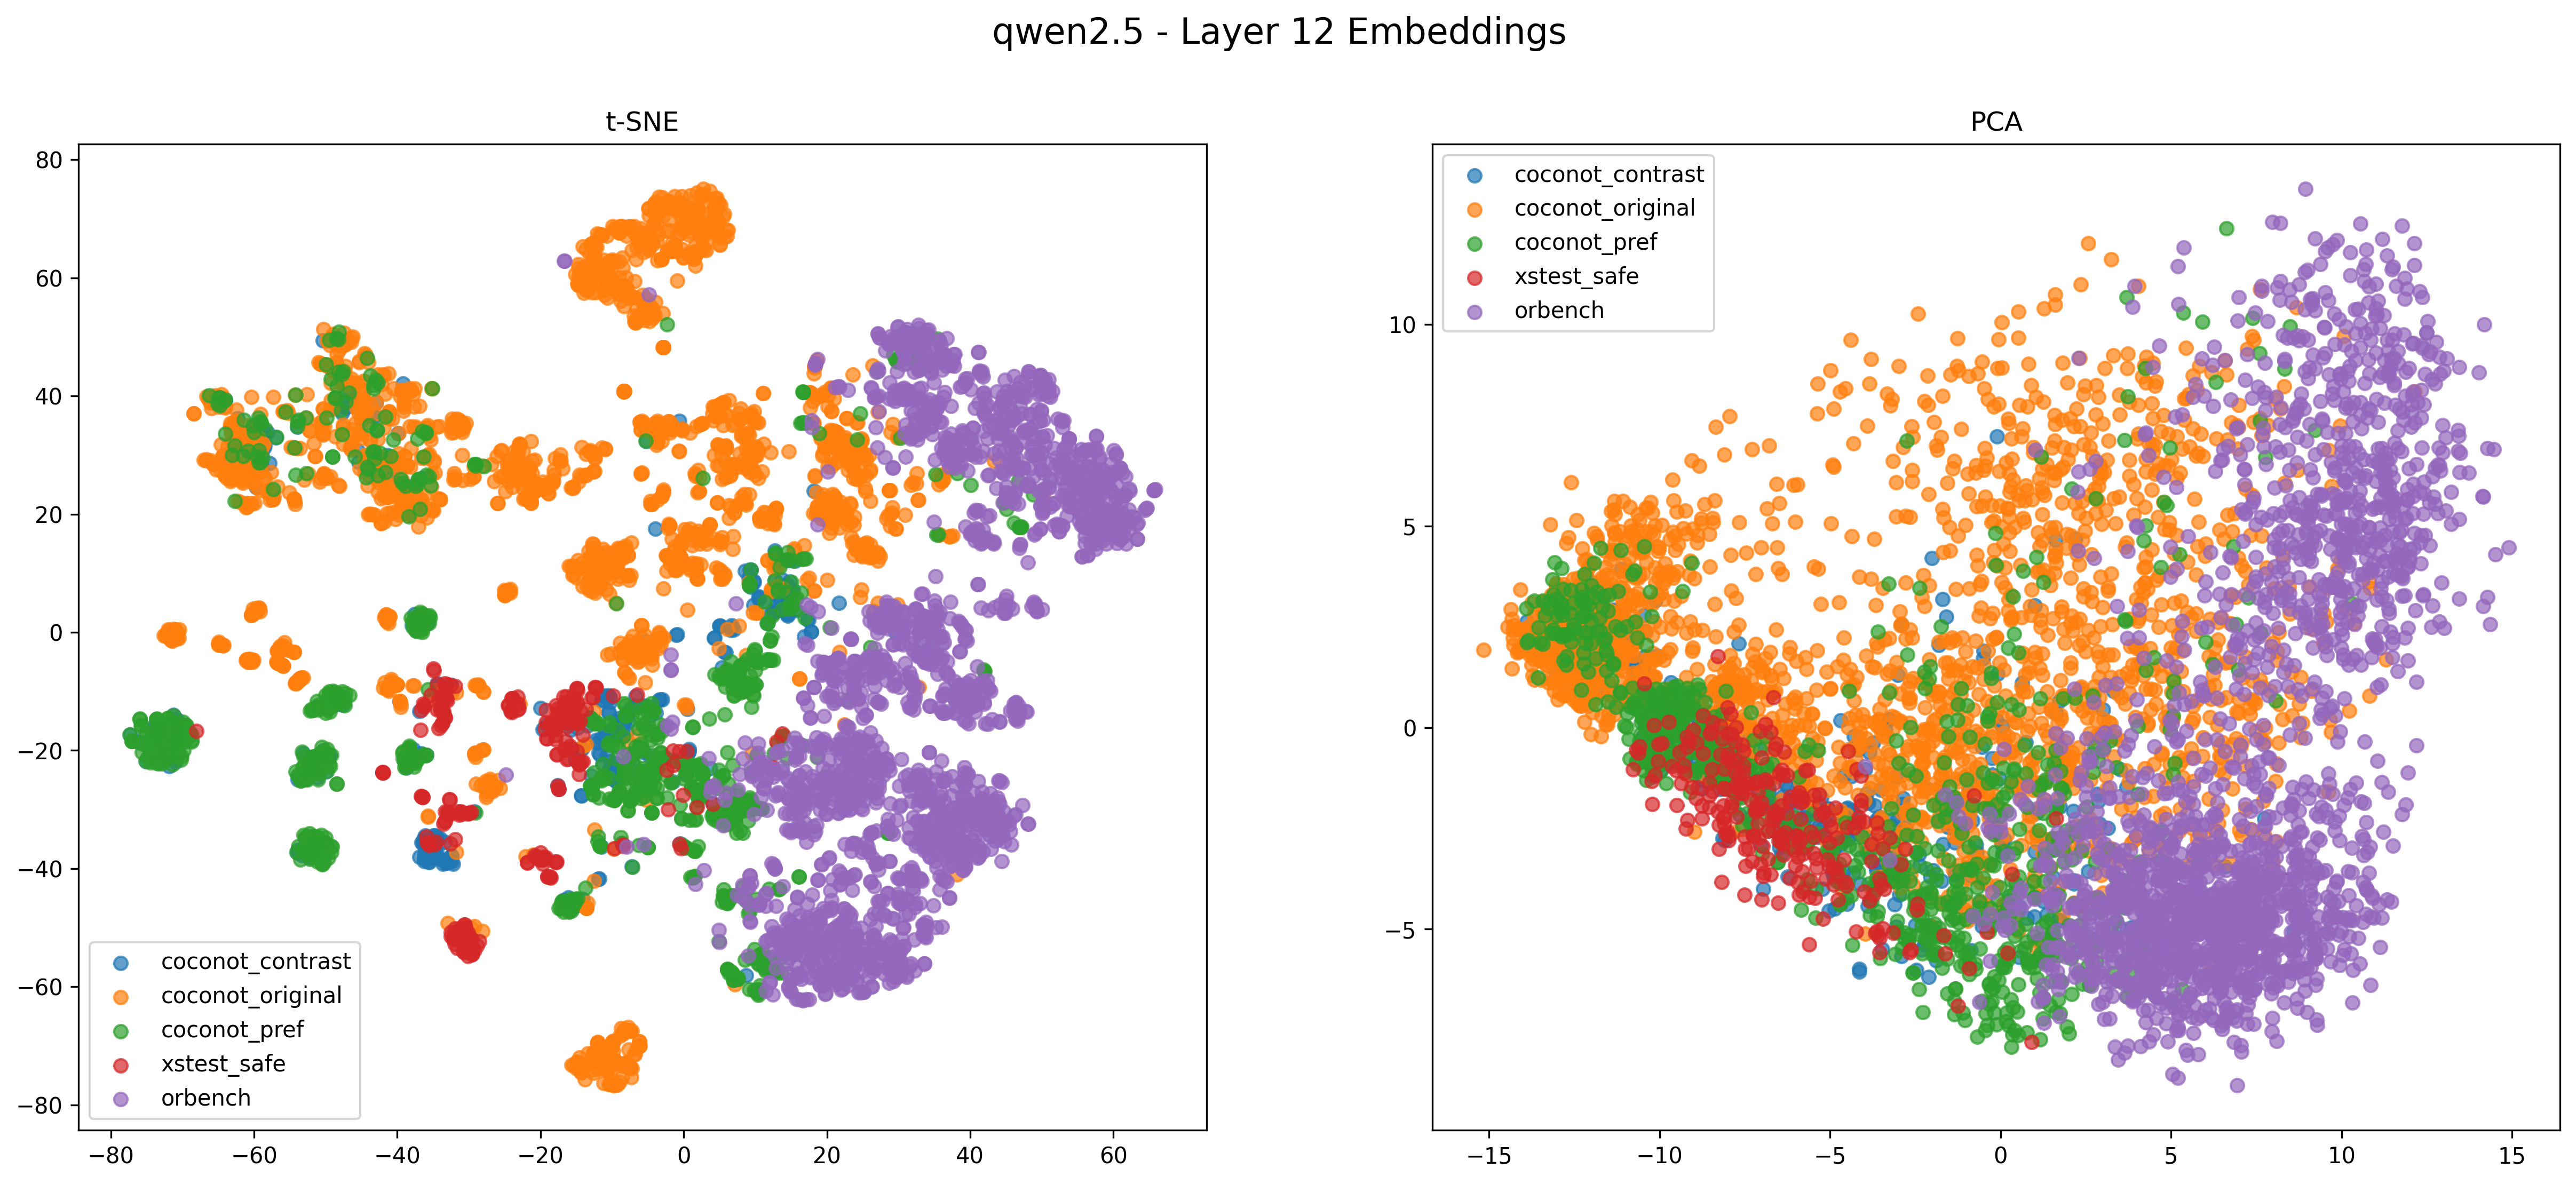 qwen2.5 - Layer 12 Embeddings
t-SNE
80
60
40
20
0
−20
−40
−60
−80
−80
−60
−40
−20
0
20
40
60
coconot_contrast
coconot_original
coconot_pref
xstest_safe
orbench
PCA
coconot_contrast
coconot_original
coconot_pref
xstest_safe
orbench
10
5
0
−5
−15
−10
−5
0
5
10
15